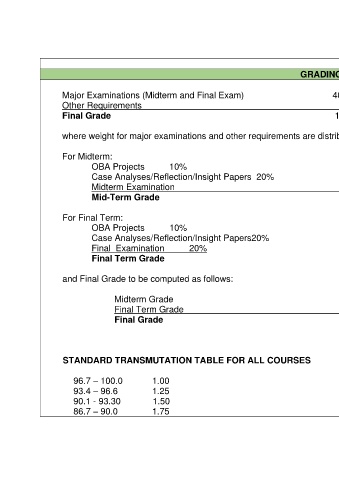 GRADING
Major Examinations (Midterm and Final Exam) 4
Other Requirements
Final Grade 1
where weight for major examinations and other requirements are distrib
For Midterm:
OBA Projects 10%
Case Analyses/Reflection/Insight Papers 20%
Midterm Examination
Mid-Term Grade
For Final Term:
OBA Projects 10%
Case Analyses/Reflection/Insight Papers20%
Final Examination 20%
Final Term Grade
and Final Grade to be computed as follows:
Midterm Grade
Final Term Grade
Final Grade
STANDARD TRANSMUTATION TABLE FOR ALL COURSES
96.7 – 100.0 1.00
93.4 – 96.6 1.25
90.1 - 93.30 1.50
86.7 – 90.0 1.75